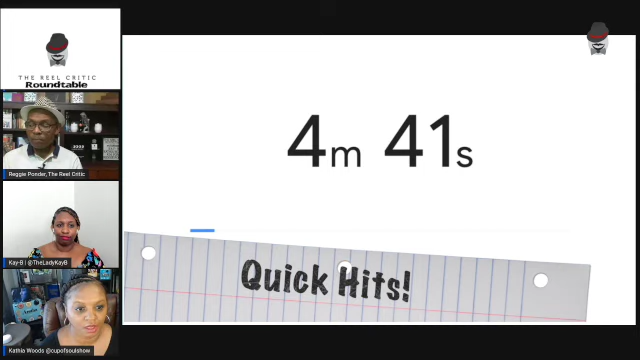 THE REEL CRITIC
Roundtable
Reggie Ponder, The Reel Critic
Kay-B | @TheLadyKayB
Kathia Woods @cupofsoulshow
4m 41s
Quick Hits!